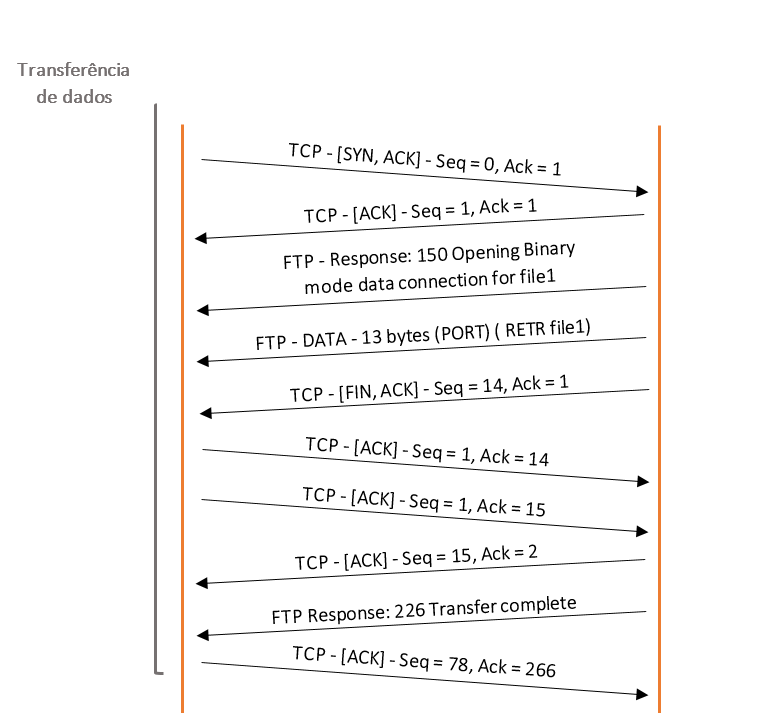 Transferência
de dados
TCP - [SYN, ACK] - Seq = 0, Ack = 1
TCP - [ACK] - Seq = 1, Ack = 1
FTP - Response: 150 Opening Binary
mode data connection for file1
FTP - DATA - 13 bytes (PORT) ( RETR file1)
TCP - [FIN, ACK] - Seq = 14, Ack = 1
TCP - [ACK] - Seq = 1, Ack = 14
TCP - [ACK] - Seq = 1, Ack = 15
TCP - [ACK] - Seq = 15, Ack = 2
FTP Response: 226 Transfer complete
TCP - [ACK] - Seq = 78, Ack = 266